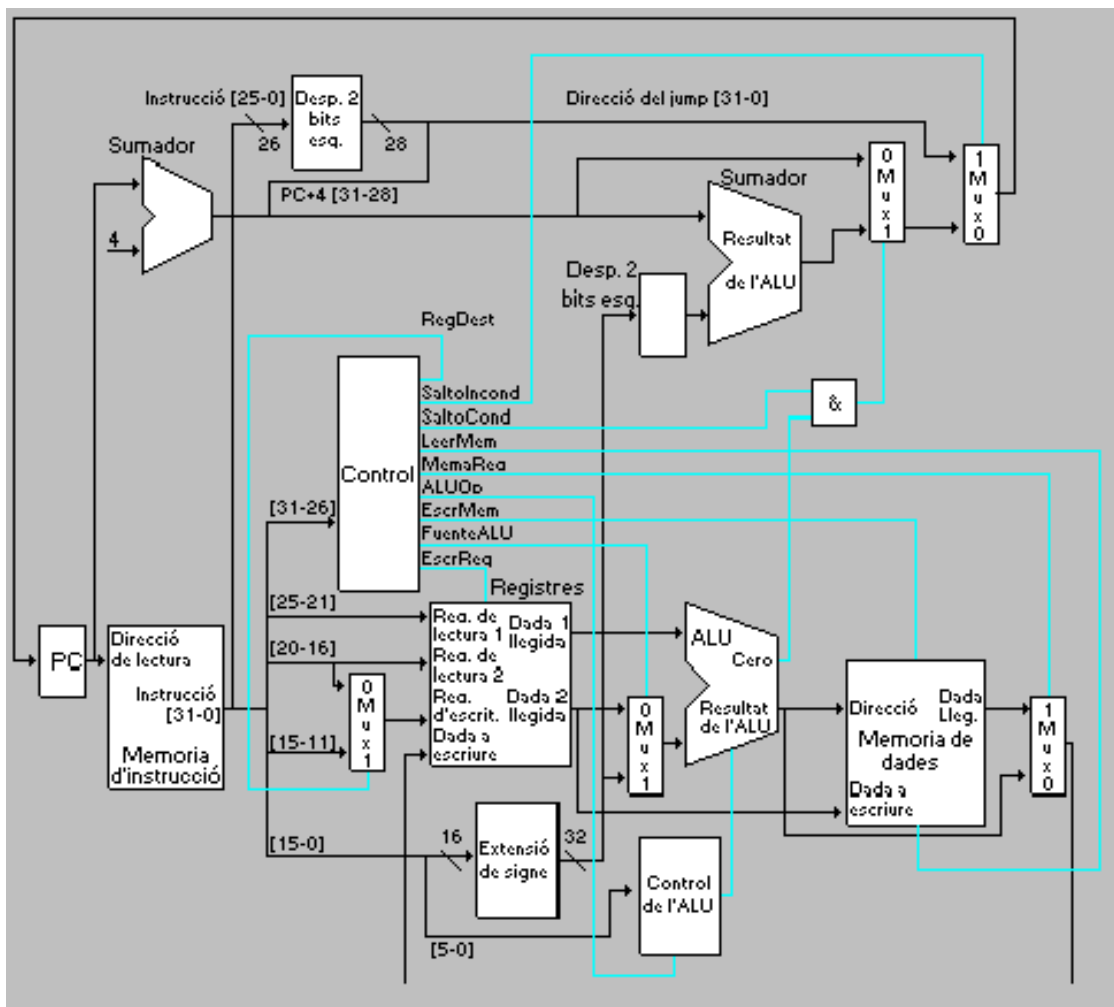 Instrucció [25-0]
Desp. 2
bits
esq.
26
28
Direcció del jump [31-0]
Sumador
4
PC+4 [31-28]
Sumador
Resultat
de l'ALU
0
M
u
x
1
1
M
u
x
0
Desp. 2
bits esq.
RegDest
SaltoIncond
SaltoCond
LeerMem
MemaReg
ALUOp
EscrMem
FuenteALU
EscrReg
Control
&
[31-26]
[25-21]
[20-16]
[15-11]
[15-0]
[5-0]
PC
Direcció
de lectura
Instrucció
[31-0]
Memoria
d'instrucció
0
M
u
x
1
Registres
Reg. de
lectura 1
Reg. de
lectura 2
Reg.
d'escrit.
Dada a
escriure
Dada 1
llegida
Dada 2
llegida
0
M
u
x
1
ALU
Cero
Resultat
de l'ALU
Direcció
Dada
Lleg.
Memoria de
dades
Dada a
escriure
1
M
u
x
0
16
Extensió
de signe
32
Control
de l'ALU